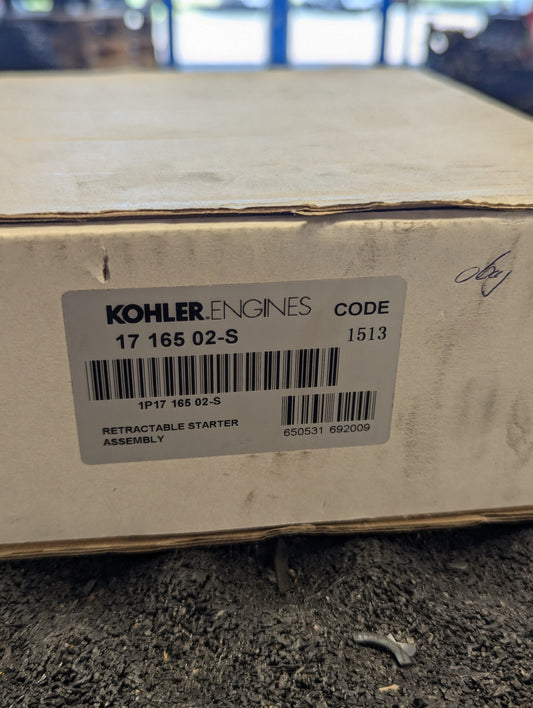 KOHLER.ENGINES CODE
17 165 02-S 1513
1P17 165 02-S
RETRACTABLE STARTER
ASSEMBLY
650531 692009